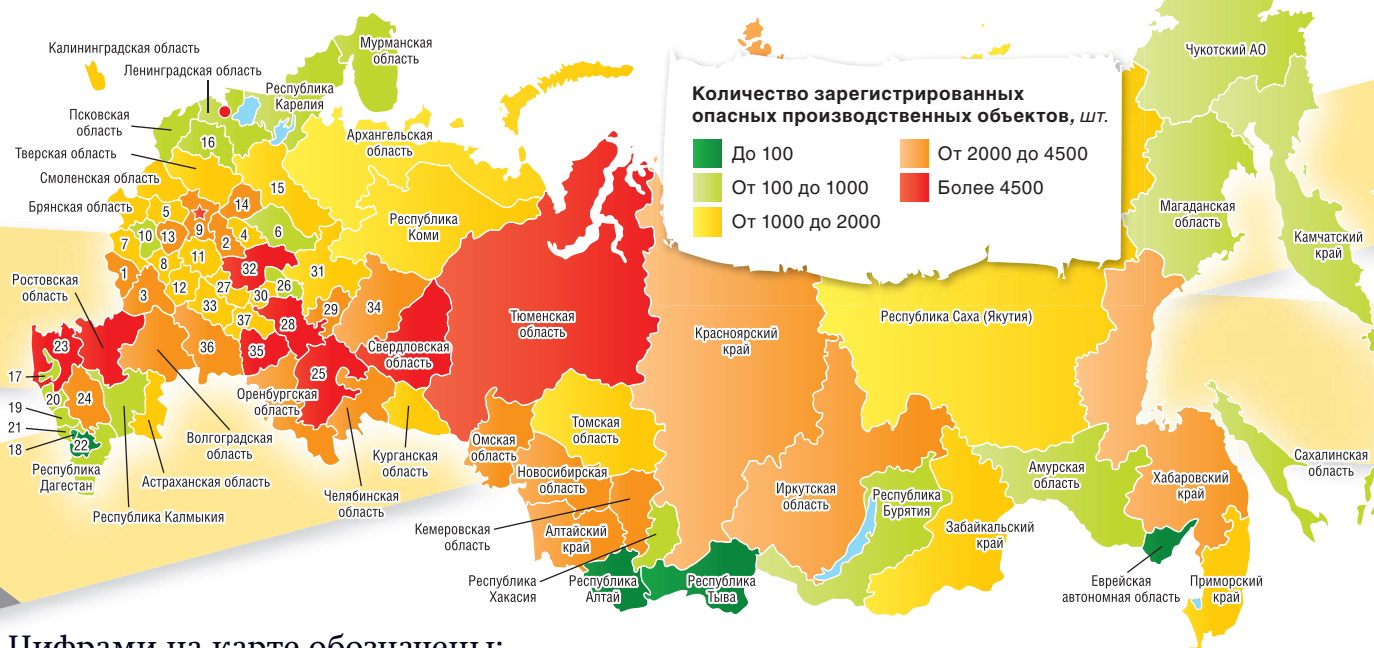 Калининградская область
Ленинградская область
Мурманская
область
Республика
Карелия
Псковская
область
Тверская область
Смоленская область
Брянская область
Архангельская
область
Республика
Коми
Количество зарегистрированных
опасных производственных объектов, шт.
До 100
От 100 до 1000
От 1000 до 2000
От 2000 до 4500
Более 4500
Чукотский АО
Магаданская
область
Камчатский
край
16
15
14
5
10
13
9
2
4
6
7
8
11
1
12
32
27
26
31
3
33
30
37
28
29
34
36
35
25
23
17
20
24
19
21
18
22
Ростовская
область
Свердловская
область
Тюменская
область
Красноярский
край
Республика Саха (Якутия)
Оренбургская
область
Волгоградская
область
Астраханская область
Республика
Дагестан
Республика Калмыкия
Челябинская
область
Курганская
область
Омская
область
Томская
область
Новосибирская
область
Кемеровская
область
Алтайский
край
Республика
Хакасия
Республика
Алтай
Республика
Тыва
Иркутская
область
Республика
Бурятия
Забайкальский
край
Амурская
область
Хабаровский
край
Сахалинская
область
Еврейская
автономная область
Приморский
край
Цифрами на карте обозначены: